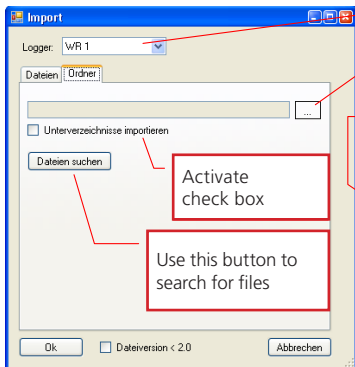 Import
Logger: WR 1
Dateien Ordner
...
Unterverzeichnisse importieren
Dateien suchen
Activate
check box
Use this button to
search for files
Ok Dateiversion < 2.0 Abbrechen